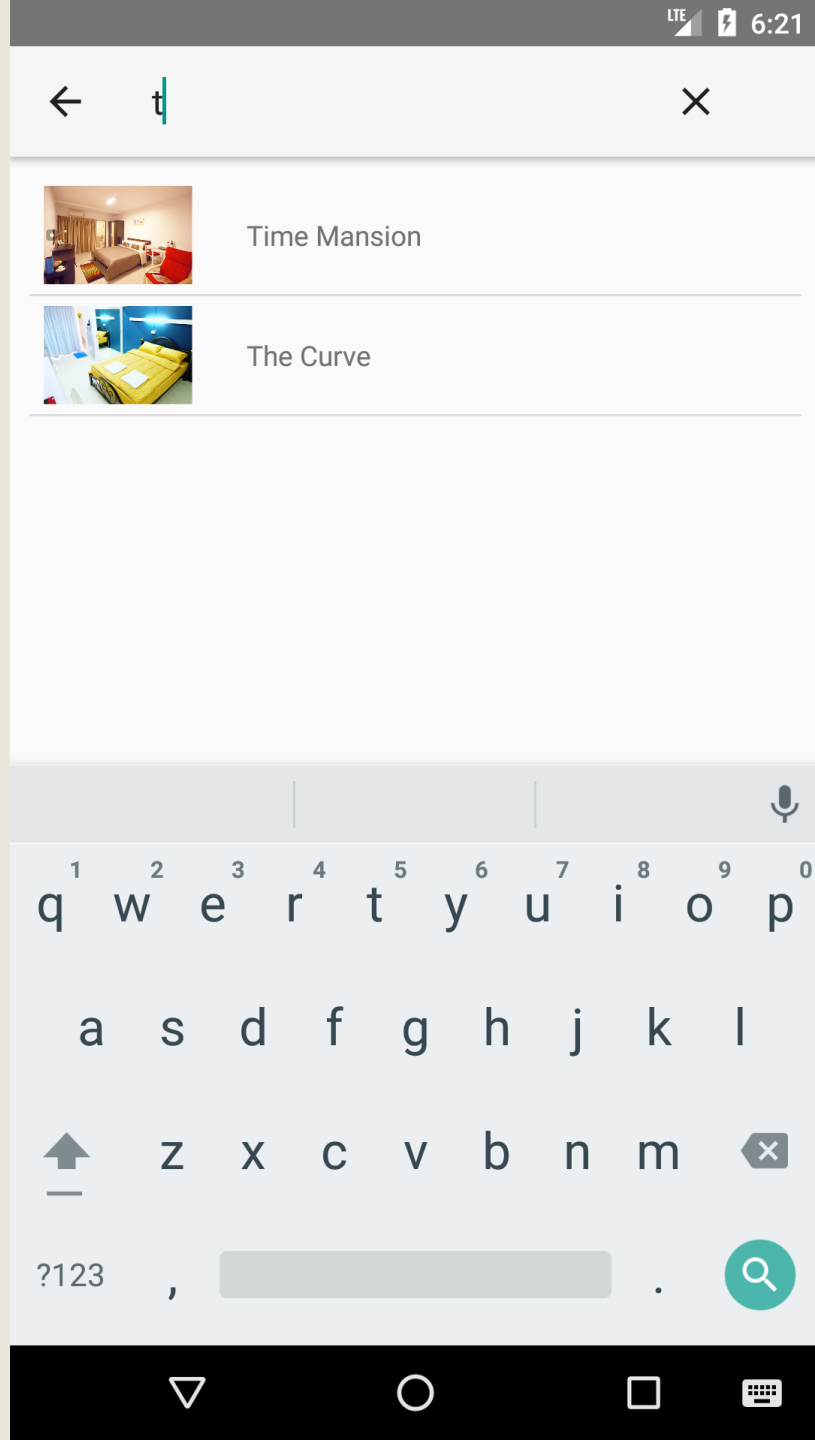 LTE 6:21
t
Time Mansion
The Curve
1 2 3 4 5 6 7 8 9 0
q w e r t y u i o p
a s d f g h j k l
z x c v b n m
?123 , .